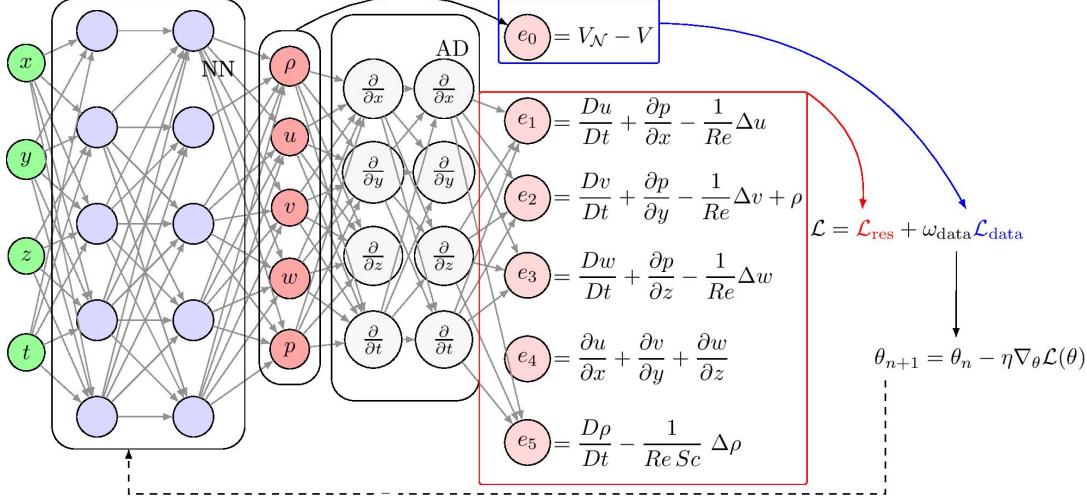 x
y
z
t
NN
ρ
u
v
w
p
AD
∂/∂x ∂/∂x
∂/∂y ∂/∂y
∂/∂z ∂/∂z
∂/∂t ∂/∂t
e₀ = V_𝒩 − V
e₁ = Du/Dt + ∂p/∂x − 1/Re Δu
e₂ = Dv/Dt + ∂p/∂y − 1/Re Δv + ρ
e₃ = Dw/Dt + ∂p/∂z − 1/Re Δw
e₄ = ∂u/∂x + ∂v/∂y + ∂w/∂z
e₅ = Dρ/Dt − 1/(Re Sc) Δρ
ℒ = ℒ_res + ω_data ℒ_data
θ_{n+1} = θ_n − η∇_θ ℒ(θ)